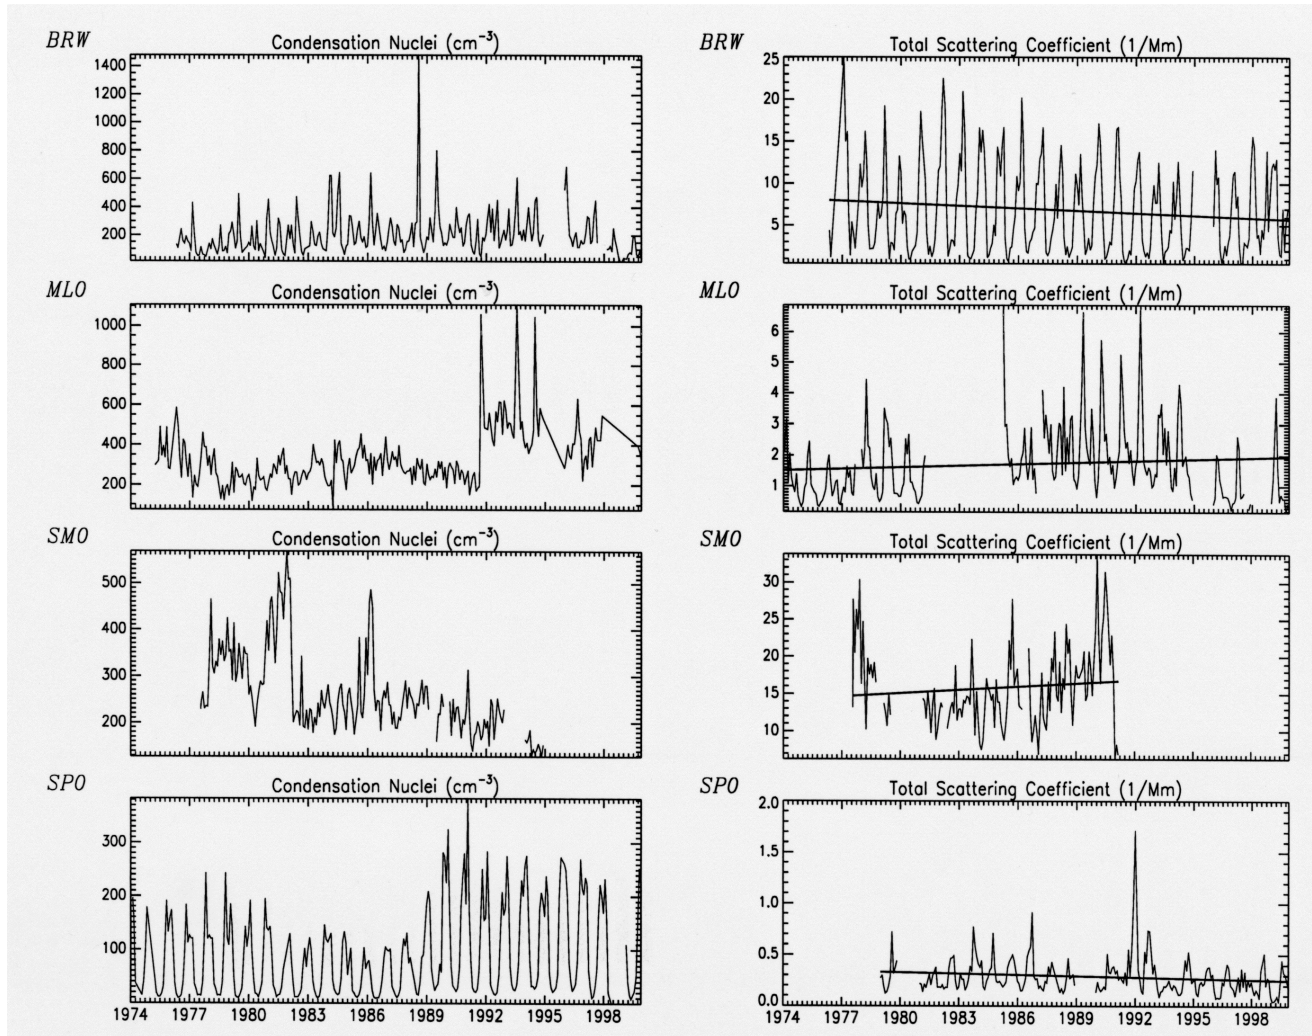 BRW
Condensation Nuclei (cm⁻³)
1400
1200
1000
800
600
400
200
BRW
Total Scattering Coefficient (1/Mm)
25
20
15
10
5
MLO
Condensation Nuclei (cm⁻³)
1000
800
600
400
200
MLO
Total Scattering Coefficient (1/Mm)
6
5
4
3
2
1
SMO
Condensation Nuclei (cm⁻³)
500
400
300
200
SMO
Total Scattering Coefficient (1/Mm)
30
25
20
15
10
SPO
Condensation Nuclei (cm⁻³)
300
200
100
1974 1977 1980 1983 1986 1989 1992 1995 1998
SPO
Total Scattering Coefficient (1/Mm)
2.0
1.5
1.0
0.5
0.0
1974 1977 1980 1983 1986 1989 1992 1995 1998